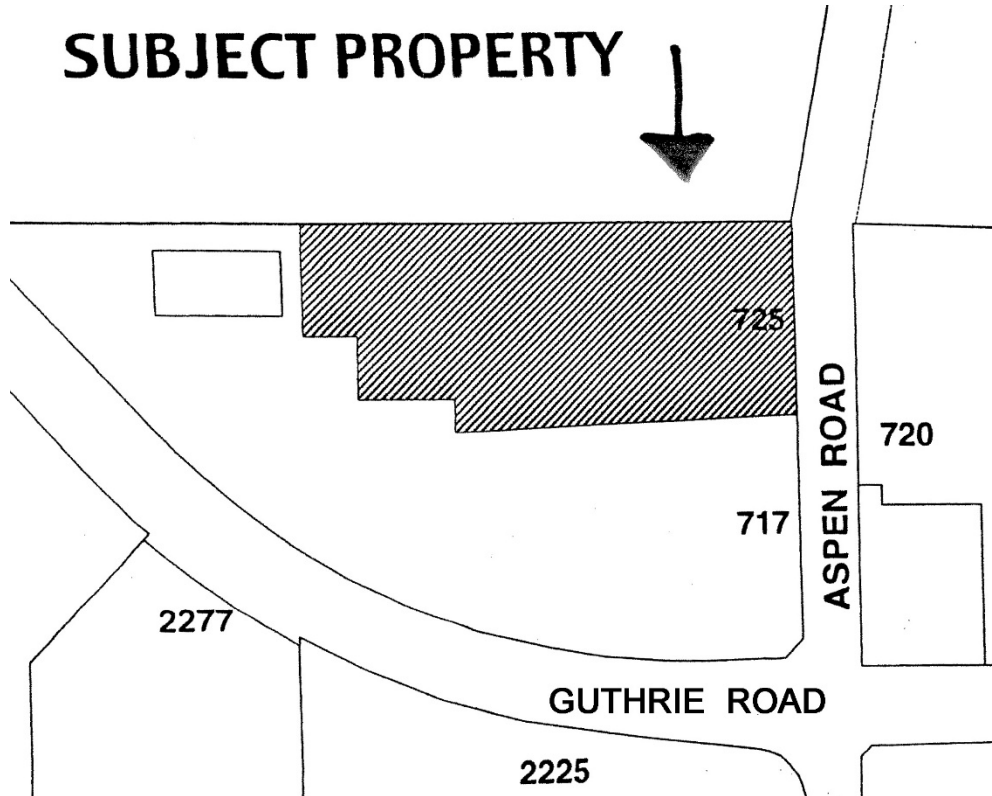 SUBJECT PROPERTY
725
720
717
ASPEN ROAD
2277
GUTHRIE ROAD
2225